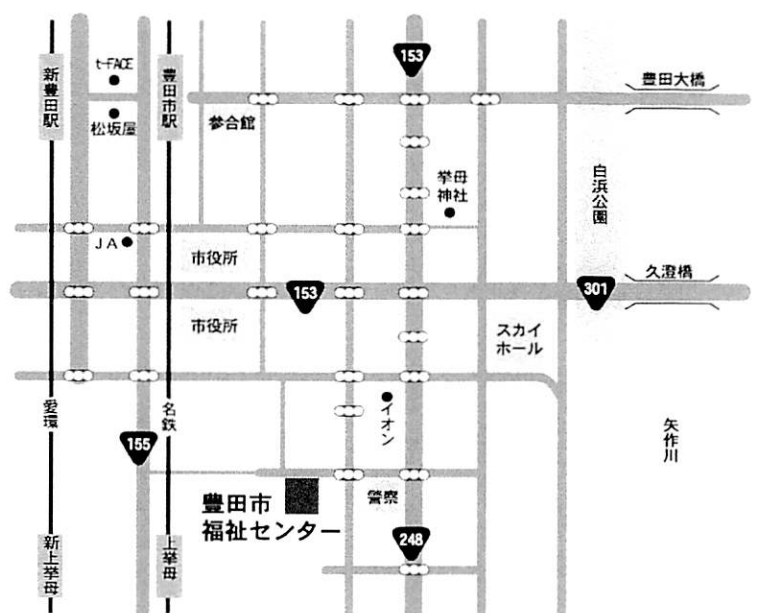 153
t-FACE
新豊田駅
豊田市駅
豊田大橋
松坂屋
参合館
挙母
神社
白浜公園
JA
市役所
久澄橋
153
301
市役所
スカイ
ホール
愛環
名鉄
イオン
155
矢作川
豊田市
福祉センター
警察
248
新上挙母
上挙母